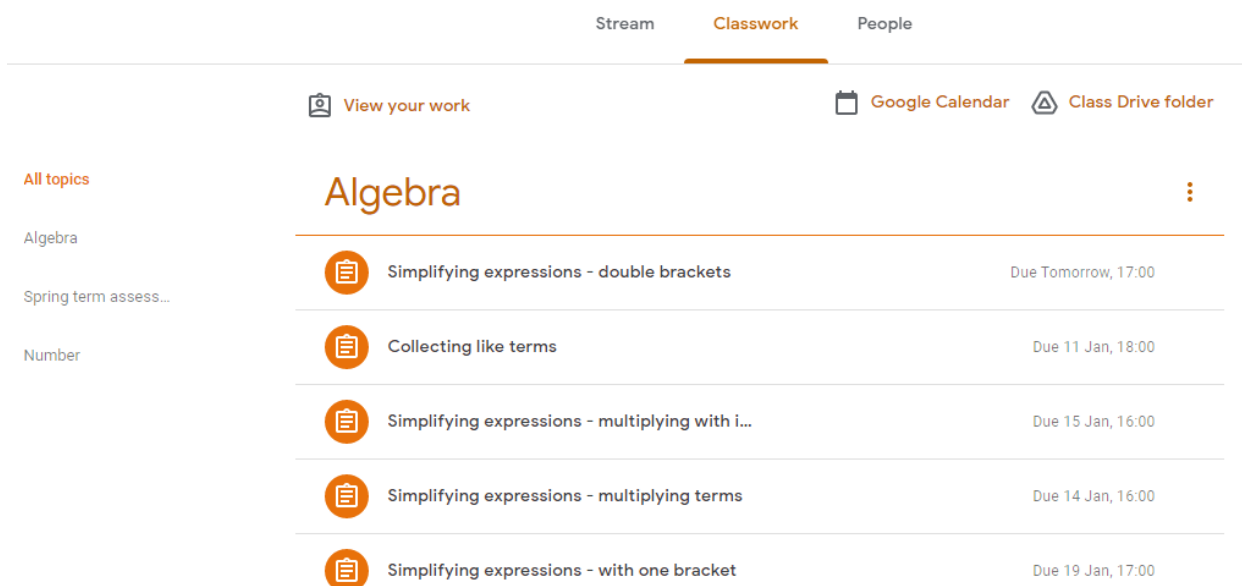 Stream Classwork People
View your work Google Calendar Class Drive folder
All topics
Algebra
Spring term assess...
Number
Algebra
Simplifying expressions - double brackets Due Tomorrow, 17:00
Collecting like terms Due 11 Jan, 18:00
Simplifying expressions - multiplying with i... Due 15 Jan, 16:00
Simplifying expressions - multiplying terms Due 14 Jan, 16:00
Simplifying expressions - with one bracket Due 19 Jan, 17:00